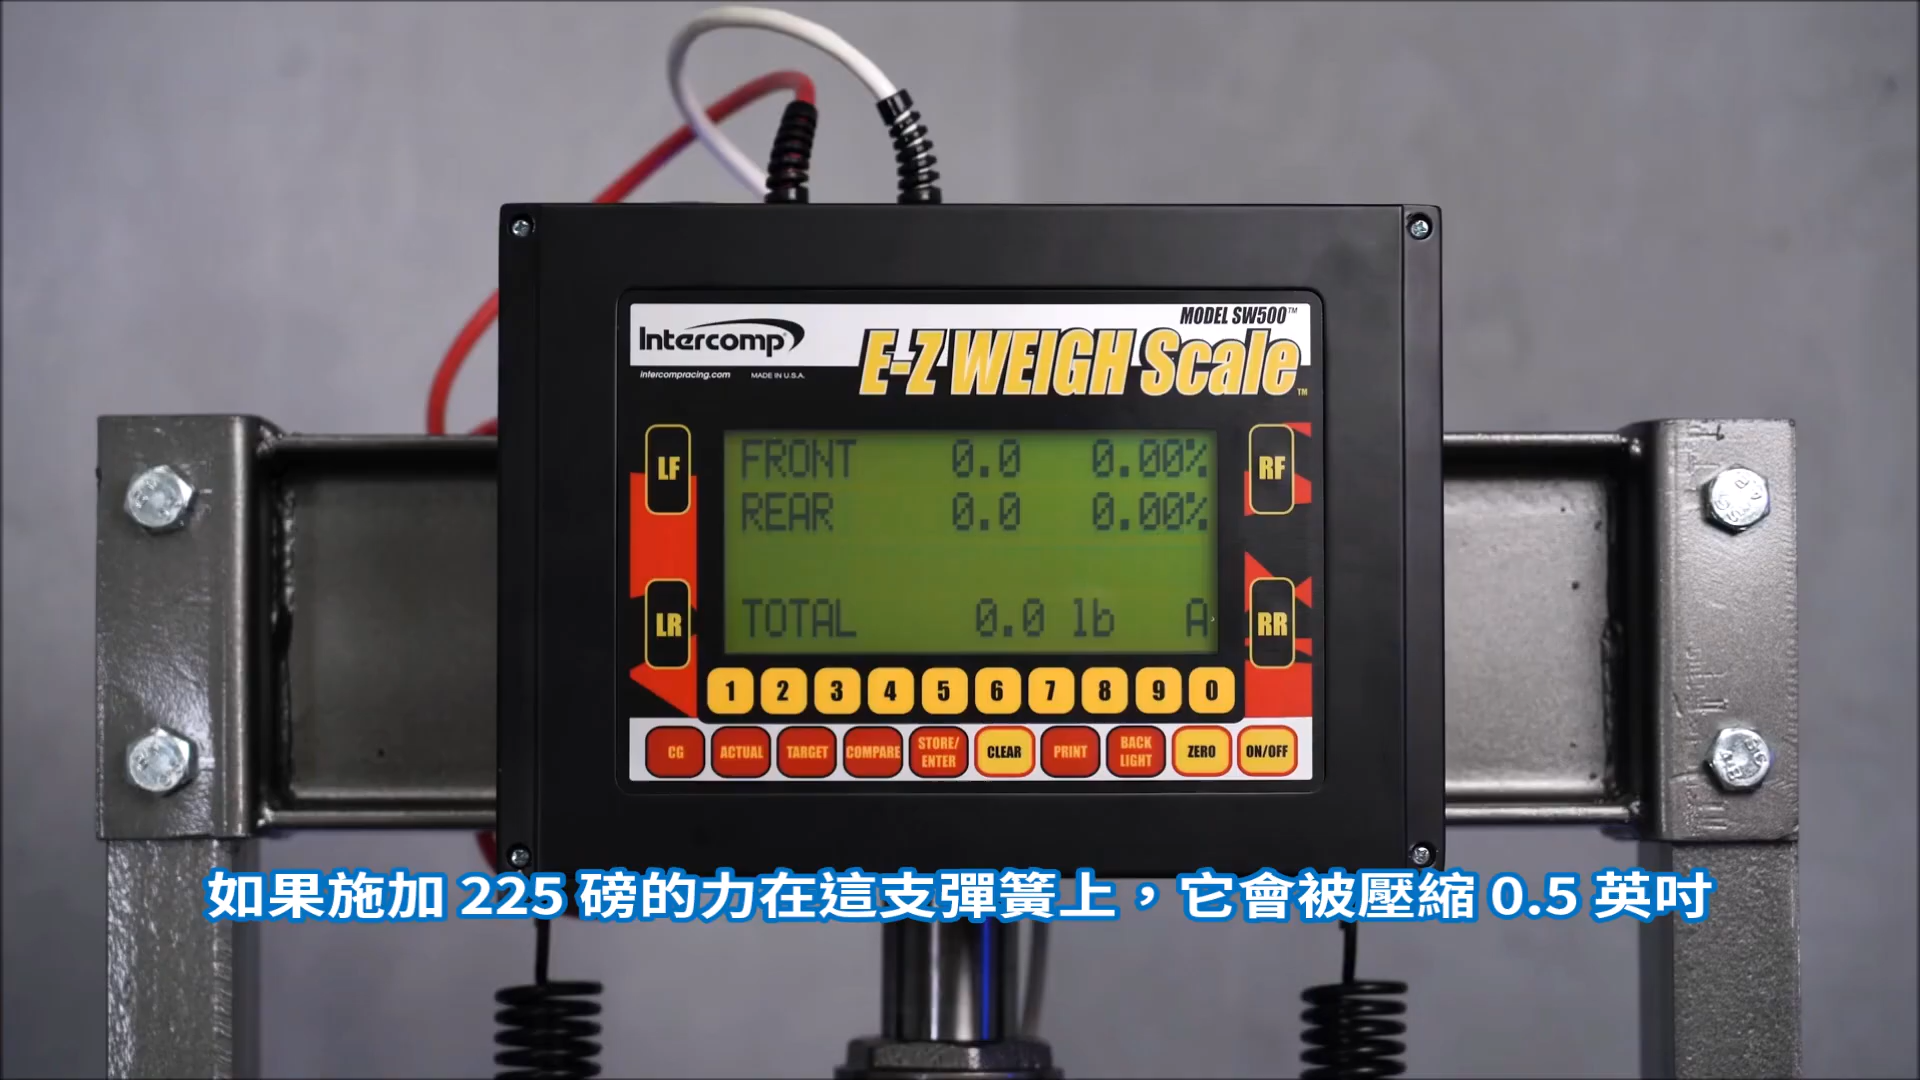 MODEL SW500™
Intercomp®
E-Z WEIGH Scale™
intercompracing.com MADE IN U.S.A.
LF
RF
FRONT 0.0 0.00%
REAR 0.0 0.00%
LR
RR
TOTAL 0.0 lb A
1 2 3 4 5 6 7 8 9 0
CG ACTUAL TARGET COMPARE STORE/ENTER CLEAR PRINT BACK LIGHT ZERO ON/OFF
如果施加 225 磅的力在這支彈簧上，它會被壓縮 0.5 英吋